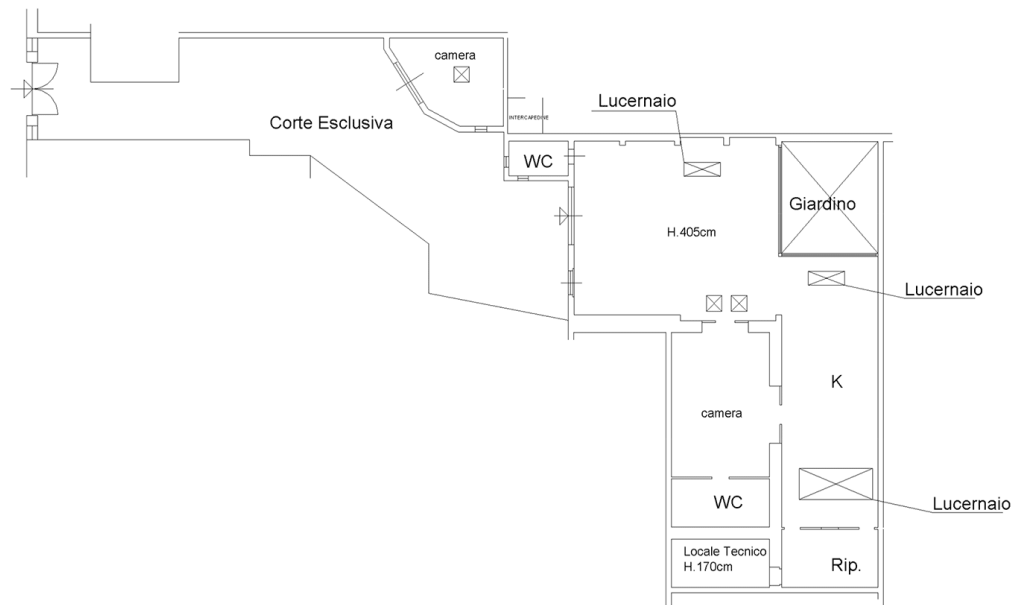 camera
Lucernaio
INTERCAPEDINE
Corte Esclusiva
WC
Giardino
H.405cm
Lucernaio
K
camera
WC
Lucernaio
Locale Tecnico
H.170cm
Rip.